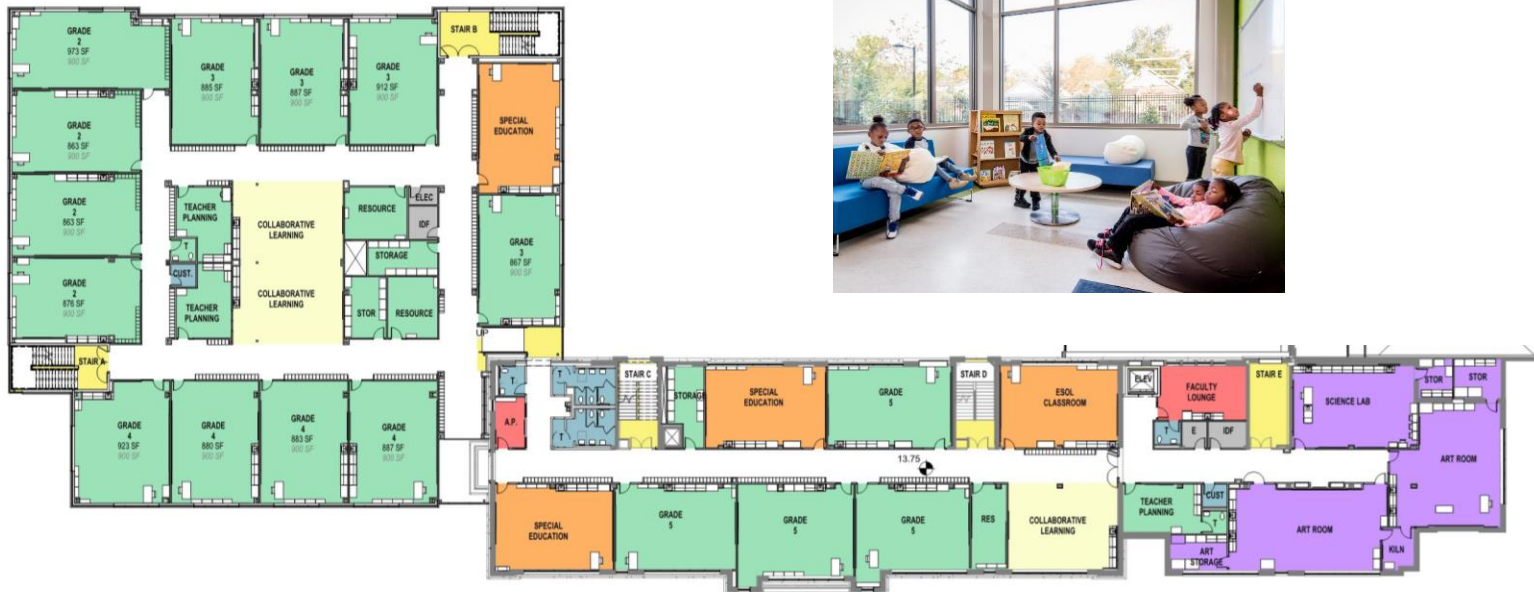 GRADE
2
973 SF
900 SF
GRADE
3
885 SF
900 SF
GRADE
3
887 SF
900 SF
GRADE
3
912 SF
900 SF
STAIR B
GRADE
2
863 SF
900 SF
SPECIAL
EDUCATION
GRADE
2
863 SF
900 SF
TEACHER
PLANNING
COLLABORATIVE
LEARNING
RESOURCE
ELEC
IDF
T
STORAGE
GRADE
3
867 SF
900 SF
CUST.
GRADE
2
876 SF
900 SF
TEACHER
PLANNING
COLLABORATIVE
LEARNING
STOR
RESOURCE
UP
STAIR A
GRADE
4
923 SF
900 SF
GRADE
4
880 SF
900 SF
GRADE
4
883 SF
900 SF
GRADE
4
887 SF
900 SF
T
A.P.
T
T
STAIR C
STORAGE
SPECIAL
EDUCATION
GRADE
5
STAIR D
ESOL
CLASSROOM
ELEV
FACULTY
LOUNGE
T
E
IDF
STAIR E
SCIENCE LAB
STOR
STOR
ART ROOM
13.75
SPECIAL
EDUCATION
GRADE
5
GRADE
5
GRADE
5
RES
COLLABORATIVE
LEARNING
TEACHER
PLANNING
CUST
T
ART
STORAGE
ART ROOM
KILN